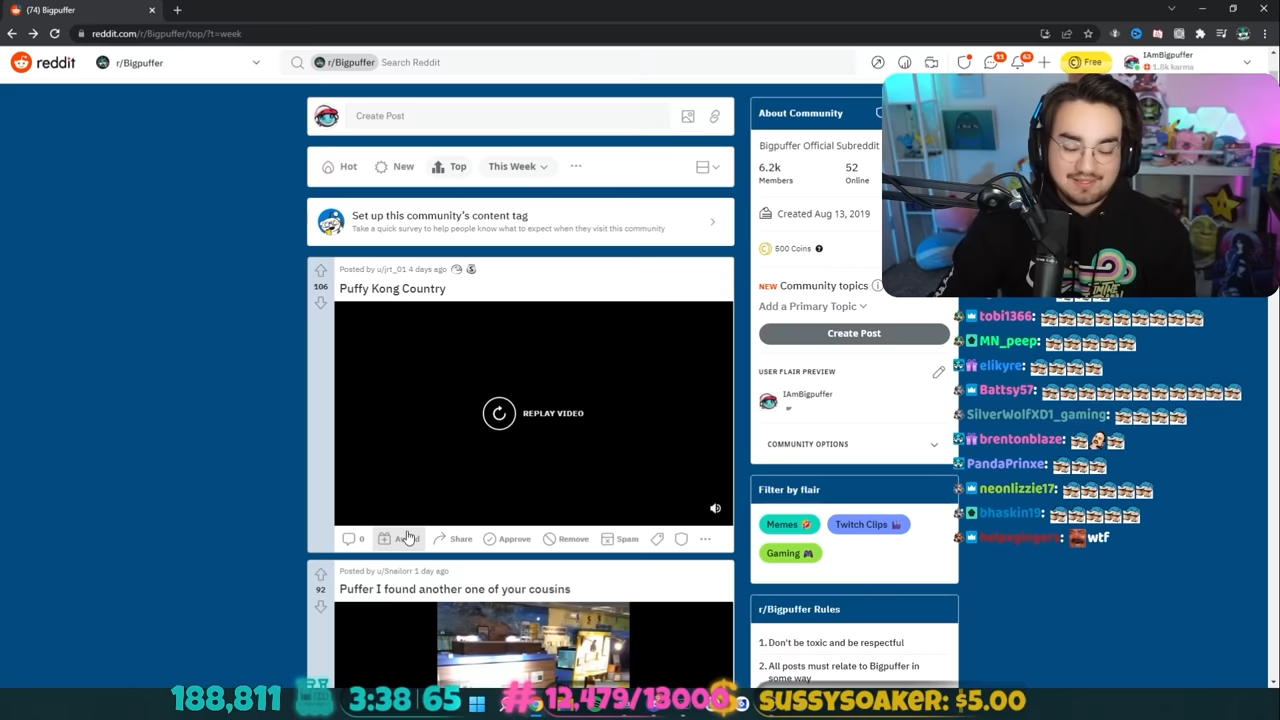 (74) Bigpuffer
reddit.com/r/Bigpuffer/top/?t=week
reddit
r/Bigpuffer
r/Bigpuffer Search Reddit
11
63
Free
IAmBigpuffer
1.8k karma
Create Post
Hot
New
Top
This Week
Set up this community's content tag
Take a quick survey to help people know what to expect when they visit this community
Posted by u/jrt_01 4 days ago
106
Puffy Kong Country
REPLAY VIDEO
0
Share
Approve
Remove
Spam
Posted by u/Snailorr 1 day ago
92
Puffer I found another one of your cousins
About Community
Bigpuffer Official Subreddit
6.2k
52
Members
Online
Created Aug 13, 2019
500 Coins
NEW Community topics
Add a Primary Topic
Create Post
USER FLAIR PREVIEW
IAmBigpuffer
COMMUNITY OPTIONS
Filter by flair
Memes
Twitch Clips
Gaming
r/Bigpuffer Rules
1. Don't be toxic and be respectful
2. All posts must relate to Bigpuffer in
some way
tobi1366:
MN_peep:
elikyre:
Battsy57:
SilverWolfXD1_gaming:
brentonblaze:
PandaPrinxe:
neonlizzie17:
bhaskin19:
wtf
188,811
3:38 65
12,479/13000
SUSSYSOAKER: $5.00